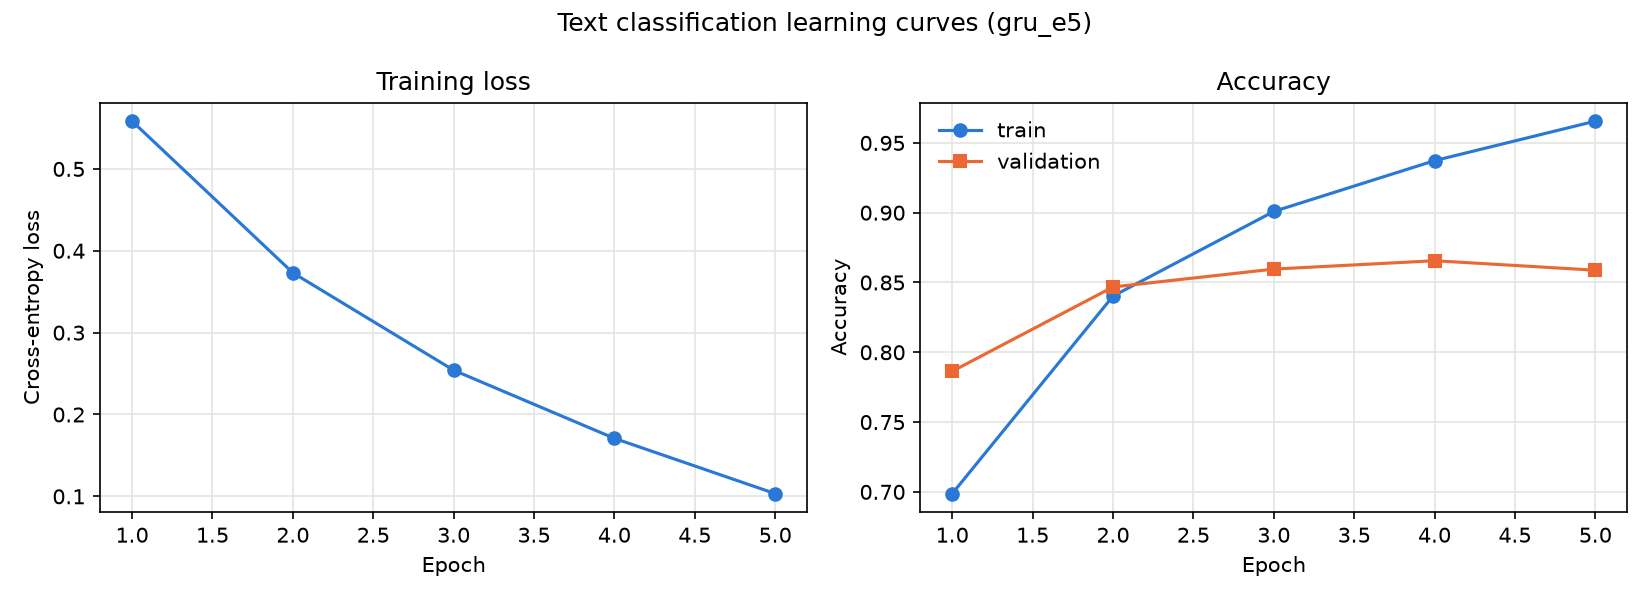 Text classification learning curves (gru_e5)
Training loss
Cross-entropy loss
0.5
0.4
0.3
0.2
0.1
1.0 1.5 2.0 2.5 3.0 3.5 4.0 4.5 5.0
Epoch
Accuracy
train
validation
Accuracy
0.95
0.90
0.85
0.80
0.75
0.70
1.0 1.5 2.0 2.5 3.0 3.5 4.0 4.5 5.0
Epoch